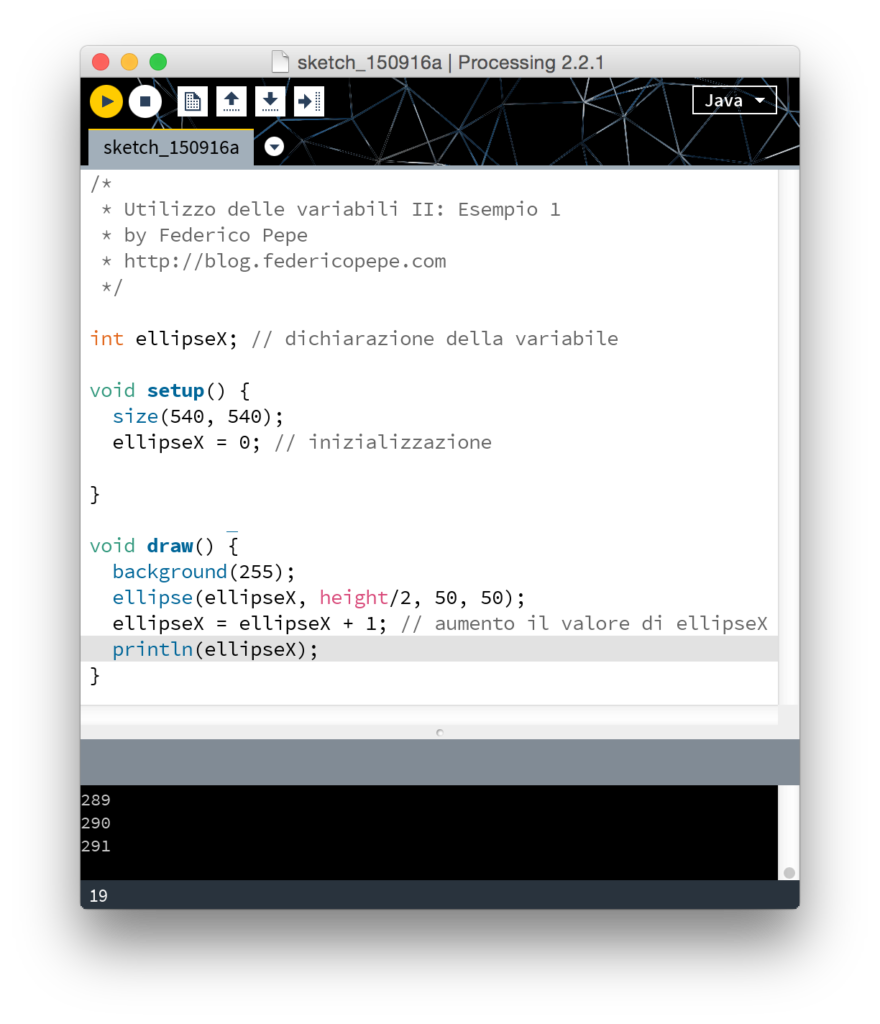 sketch_150916a | Processing 2.2.1
Java
sketch_150916a
/*
 * Utilizzo delle variabili II: Esempio 1
 * by Federico Pepe
 * http://blog.federicopepe.com
 */
int ellipseX; // dichiarazione della variabile
void setup() {
  size(540, 540);
  ellipseX = 0; // inizializzazione
}
void draw() {
  background(255);
  ellipse(ellipseX, height/2, 50, 50);
  ellipseX = ellipseX + 1; // aumento il valore di ellipseX
  println(ellipseX);
}
289
290
291
19